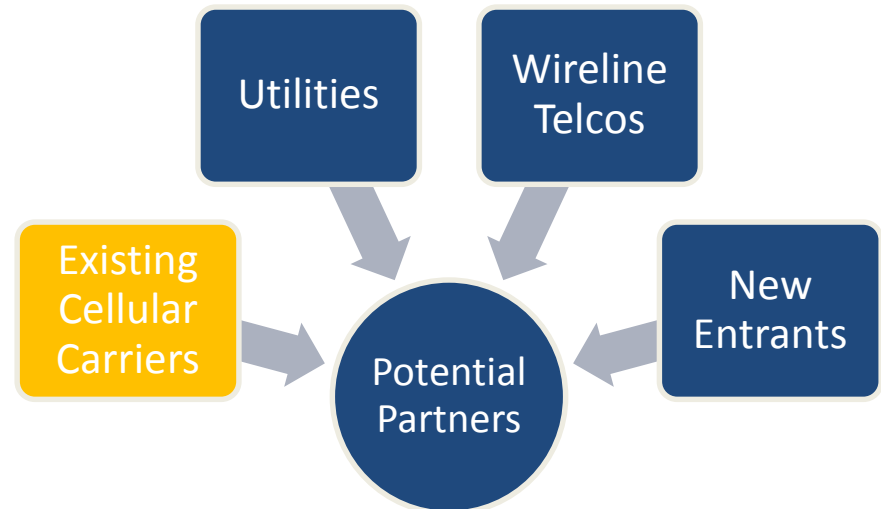 Utilities
Wireline
Telcos
Existing
Cellular
Carriers
New
Entrants
Potential
Partners